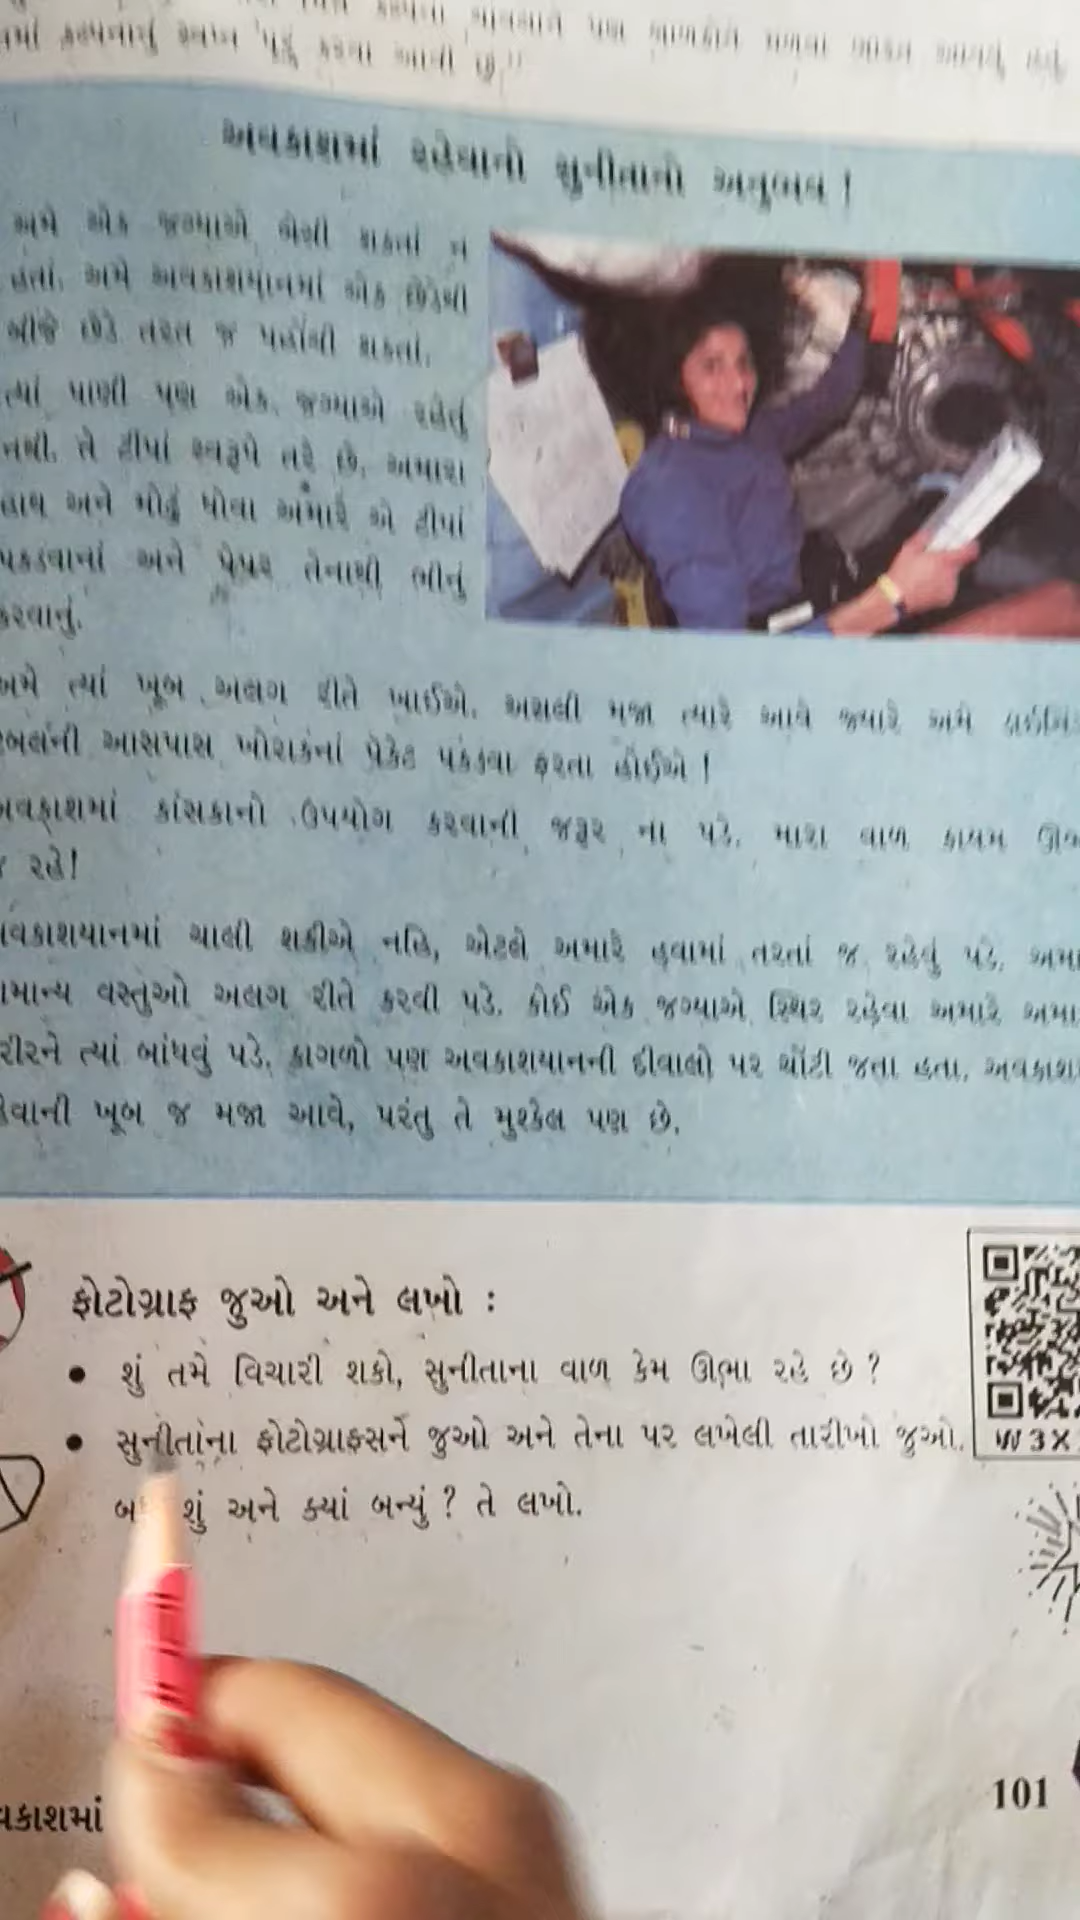 અવકાશમાં રહેવાનો સુનીતાનો અનુભવ !
અમે એક જગ્યાએ બેસી શકતાં ન
હતાં. અમે અવકાશયાનમાં એક છેડેથી
બીજે છેડે તરત જ પહોંચી શકતાં.
ત્યાં પાણી પણ એક જગ્યાએ રહેતું
નથી. તે ટીપાં સ્વરૂપે તરે છે. અમારા
હાથ અને મોઢું ધોવા અમારે એ ટીપાં
પકડવાનાં અને પેપર તેનાથી ભીનું
કરવાનું.
અમે ત્યાં ખૂબ અલગ રીતે ખાઈએ. અસલી મજા ત્યારે આવે જ્યારે અમે
આસપાસ ખોરાકનાં પેકેટ પકડવા ફરતા હોઈએ !
અવકાશમાં કાંસકાનો ઉપયોગ કરવાની જરૂર ના પડે. મારા વાળ કાયમ
રહે!
વકાશયાનમાં ચાલી શકીએ નહિ, એટલે અમારે હવામાં તરતાં જ રહેવું પડે. અમા
ામાન્ય વસ્તુઓ અલગ રીતે કરવી પડે. કોઈ એક જગ્યાએ સ્થિર રહેવા અમારે અમા
રીરને ત્યાં બાંધવું પડે. કાગળો પણ અવકાશયાનની દીવાલો પર ચોંટી જતા હતા. અવકાશ
હેવાની ખૂબ જ મજા આવે, પરંતુ તે મુશ્કેલ પણ છે.
ફોટોગ્રાફ જુઓ અને લખો :
• શું તમે વિચારી શકો, સુનીતાના વાળ કેમ ઊભા રહે છે ?
• સુનીતાના ફોટોગ્રાફ્સને જુઓ અને તેના પર લખેલી તારીખો જુઓ.
શું અને ક્યાં બન્યું ? તે લખો.
W3X
વકાશમાં
101